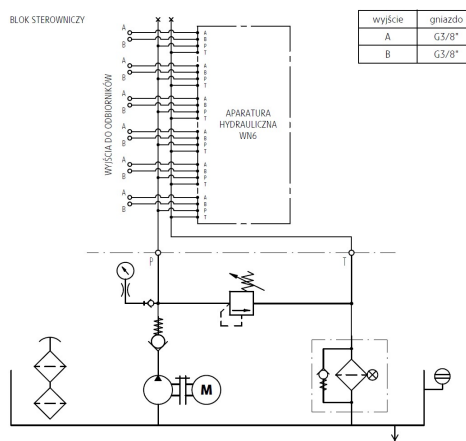 BLOK STEROWNICZY
wyjście gniazdo
A G3/8"
B G3/8"
WYJŚCIA DO ODBIORNIKÓW
APARATURA
HYDRAULICZNA
WN6
A
B
A
B
P
T
A
B
A
B
P
T
A
B
A
B
P
T
A
B
A
B
P
T
A
B
A
B
P
T
A
B
A
B
P
T
P T
M